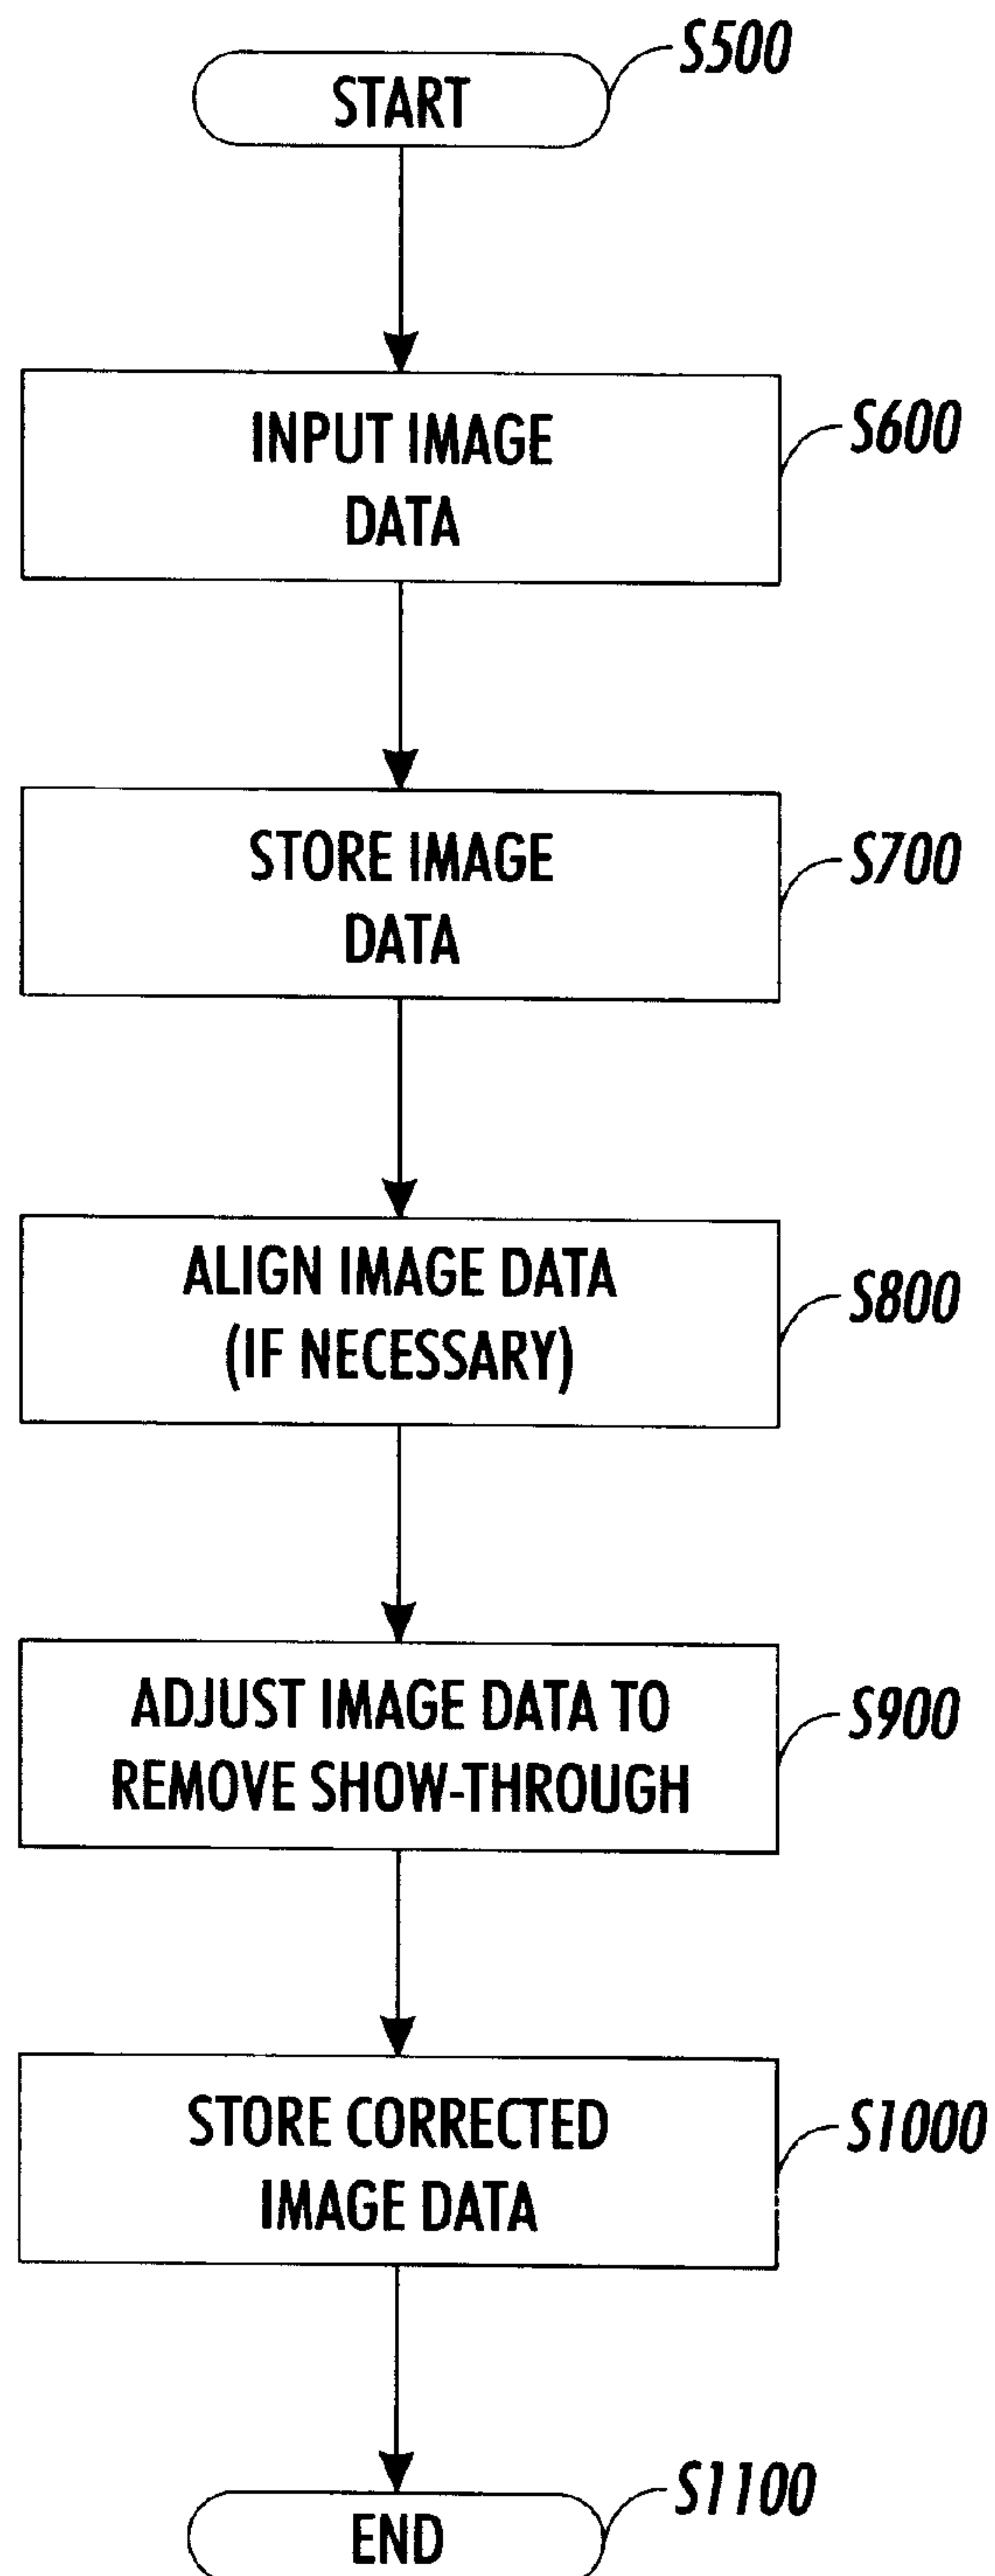 START
S500
INPUT IMAGE
DATA
S600
STORE IMAGE
DATA
S700
ALIGN IMAGE DATA
(IF NECESSARY)
S800
ADJUST IMAGE DATA TO
REMOVE SHOW-THROUGH
S900
STORE CORRECTED
IMAGE DATA
S1000
END
S1100